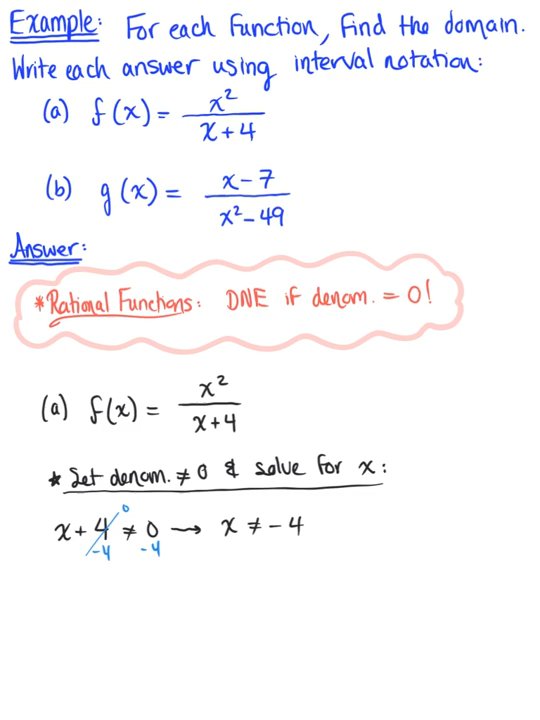 Example: For each function, find the domain.
Write each answer using interval notation:
(a) f(x) = x²/(x+4)
(b) g(x) = (x-7)/(x²-49)
Answer:
*Rational Functions: DNE if denom. = 0!
(a) f(x) = x²/(x+4)
* Set denom. ≠ 0 & solve for x:
0
x + 4 ≠ 0 → x ≠ -4
-4 -4